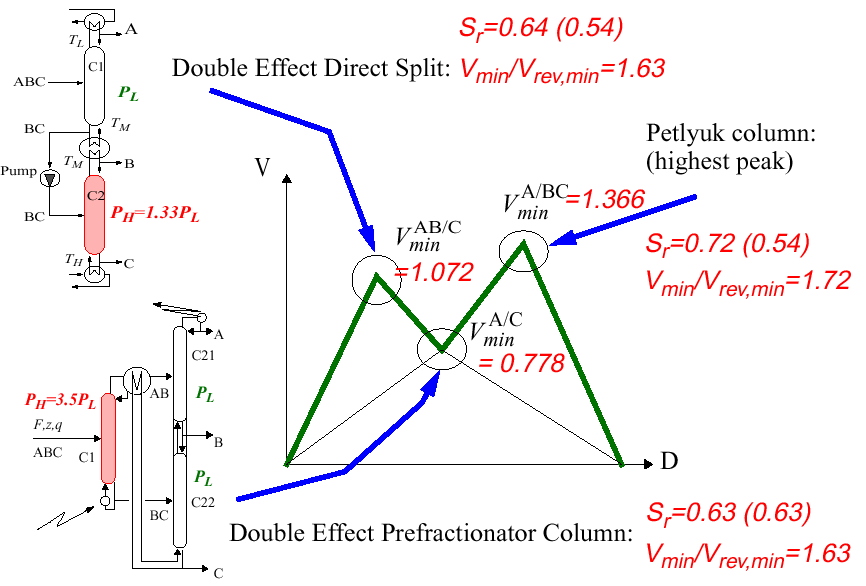 S_r=0.64 (0.54)
Double Effect Direct Split:
V_min/V_rev,min=1.63
A
T_L
C1
ABC
P_L
BC
T_M
T_M
B
Pump
C2
P_H=1.33P_L
BC
T_H
C
Petlyuk column:
(highest peak)
V
V_min^A/BC=1.366
V_min^AB/C
=1.072
S_r=0.72 (0.54)
V_min/V_rev,min=1.72
V_min^A/C
= 0.778
D
A
C21
P_H=3.5P_L
AB
P_L
F,z,q
ABC
C1
B
P_L
BC
C22
C
Double Effect Prefractionator Column:
S_r=0.63 (0.63)
V_min/V_rev,min=1.63